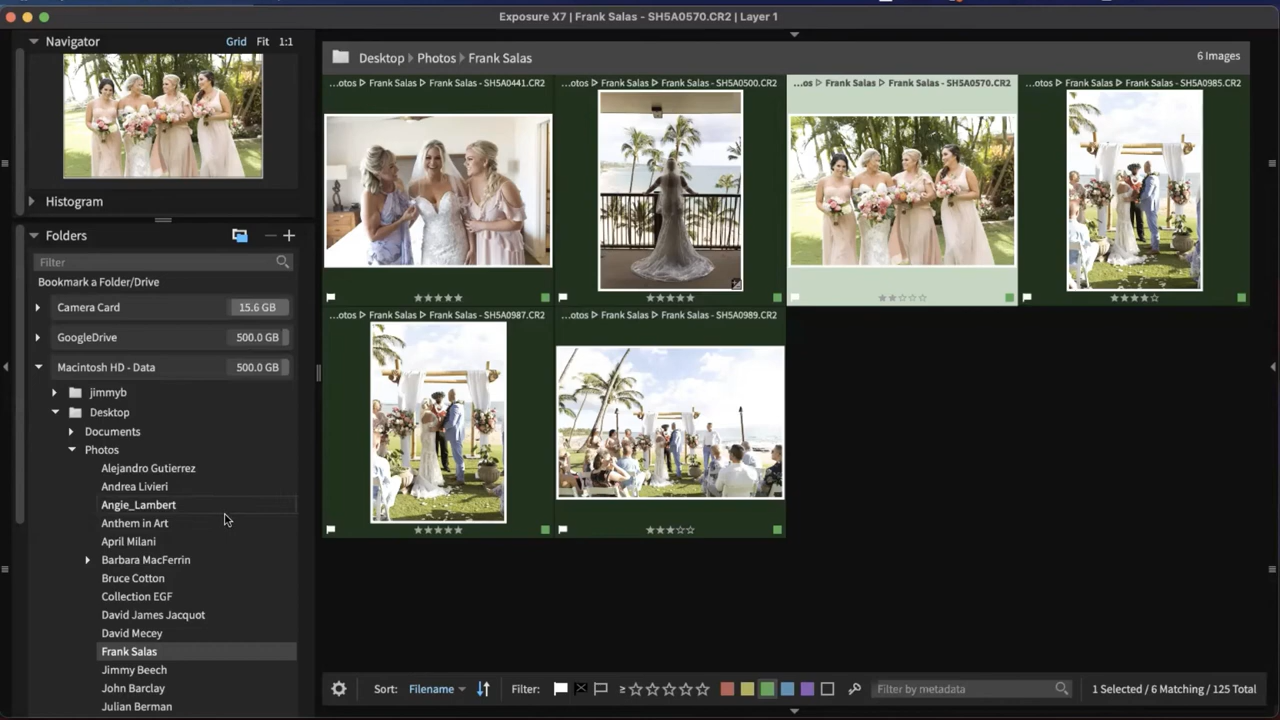 Exposure X7 | Frank Salas - SH5A0570.CR2 | Layer 1
Navigator
Grid Fit 1:1
Histogram
Folders
Filter
Bookmark a Folder/Drive
Camera Card 15.6 GB
GoogleDrive 500.0 GB
Macintosh HD - Data 500.0 GB
jimmyb
Desktop
Documents
Photos
Alejandro Gutierrez
Andrea Livieri
Angie_Lambert
Anthem in Art
April Milani
Barbara MacFerrin
Bruce Cotton
Collection EGF
David James Jacquot
David Mecey
Frank Salas
Jimmy Beech
John Barclay
Julian Berman
Desktop Photos Frank Salas
6 Images
...otos Frank Salas Frank Salas - SH5A0441.CR2
...otos Frank Salas Frank Salas - SH5A0500.CR2
...os Frank Salas Frank Salas - SH5A0570.CR2
...otos Frank Salas Frank Salas - SH5A0985.CR2
...otos Frank Salas Frank Salas - SH5A0987.CR2
...otos Frank Salas Frank Salas - SH5A0989.CR2
Sort: Filename Filter: ≥ Filter by metadata 1 Selected / 6 Matching / 125 Total